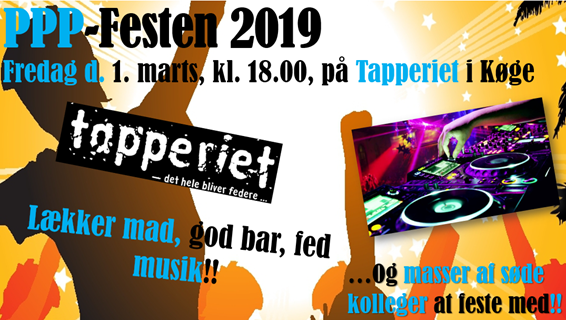 PPP-Festen 2019
Fredag d. 1. marts, kl. 18.00, på Tapperiet i Køge
tapperiet
– det hele bliver federe ...
Lækker mad, god bar, fed
musik!!
...og masser af søde
kolleger at feste med!!